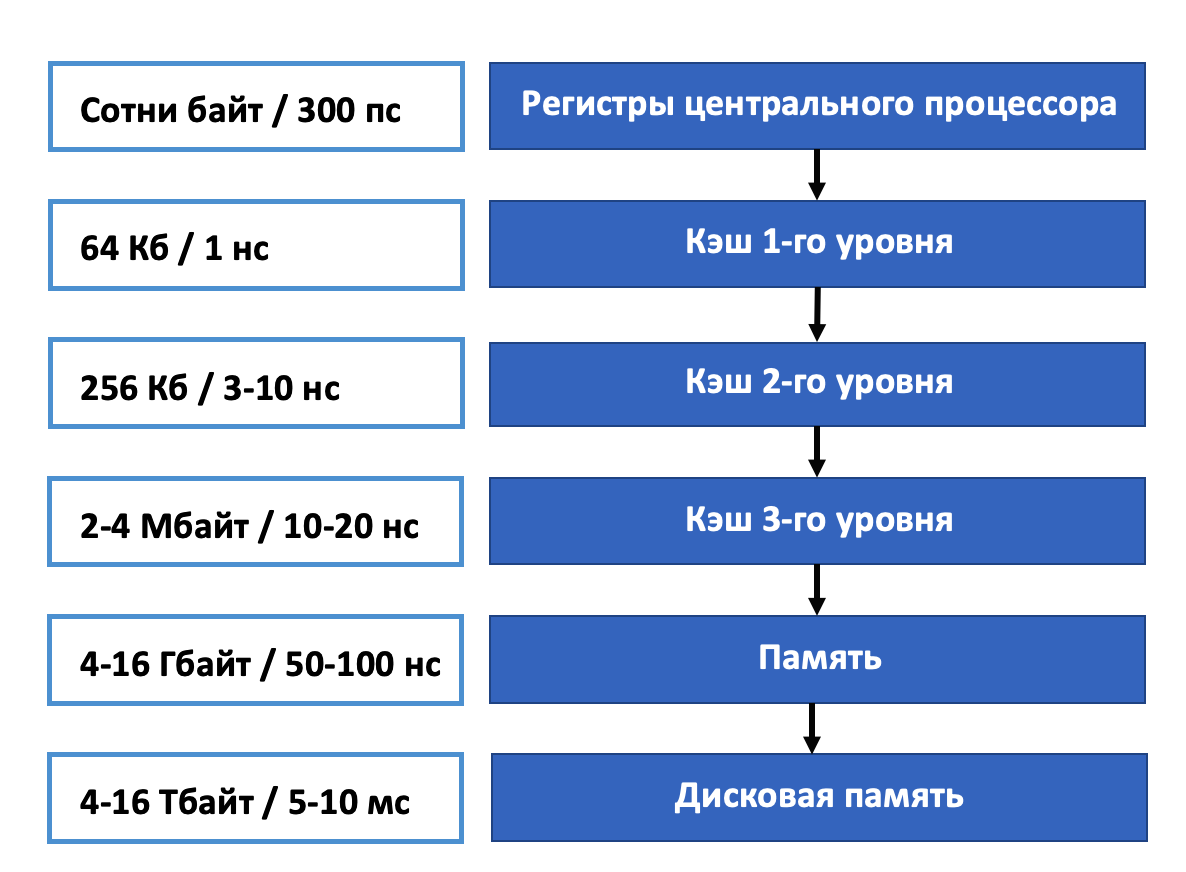 Сотни байт / 300 пс
Регистры центрального процессора
64 Кб / 1 нс
Кэш 1-го уровня
256 Кб / 3-10 нс
Кэш 2-го уровня
2-4 Мбайт / 10-20 нс
Кэш 3-го уровня
4-16 Гбайт / 50-100 нс
Память
4-16 Тбайт / 5-10 мс
Дисковая память